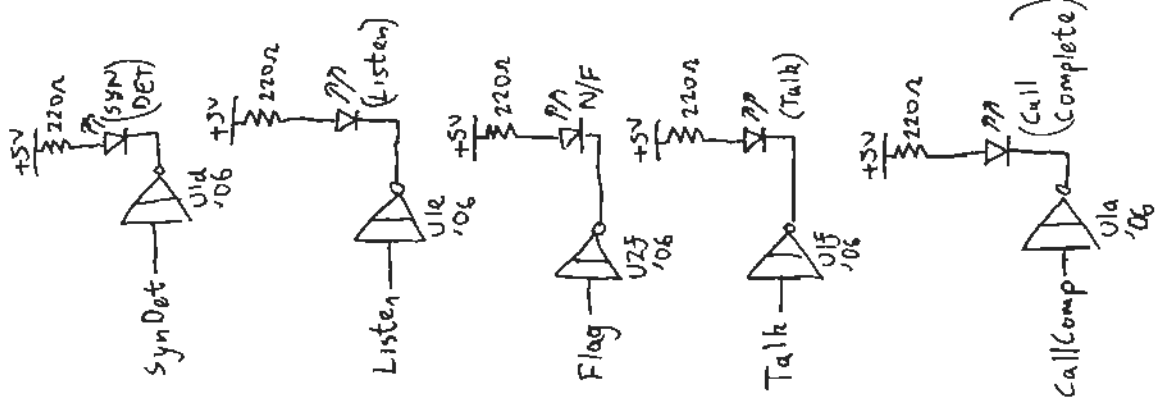 +5V
220Ω
(SYN
DET)
SynDet
U1d
'06
+5V
220Ω
(Listen)
Listen
U1e
'06
+5V
220Ω
N/F
Flag
U2f
'06
+5V
220Ω
(Talk)
Talk
U1f
'06
+5V
220Ω
(Call
Complete)
CallComp
U1a
'06